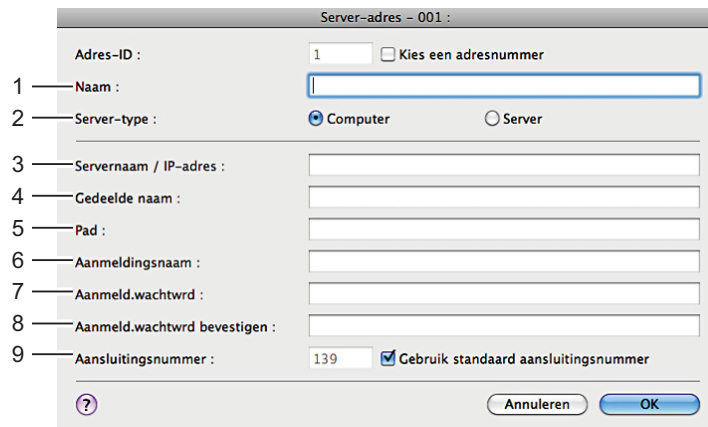 Server-adres - 001 :
Adres-ID : 1 Kies een adresnummer
1 Naam :
2 Server-type : Computer Server
3 Servernaam / IP-adres :
4 Gedeelde naam :
5 Pad :
6 Aanmeldingsnaam :
7 Aanmeld.wachtwrd :
8 Aanmeld.wachtwrd bevestigen :
9 Aansluitingsnummer : 139 Gebruik standaard aansluitingsnummer
? Annuleren OK